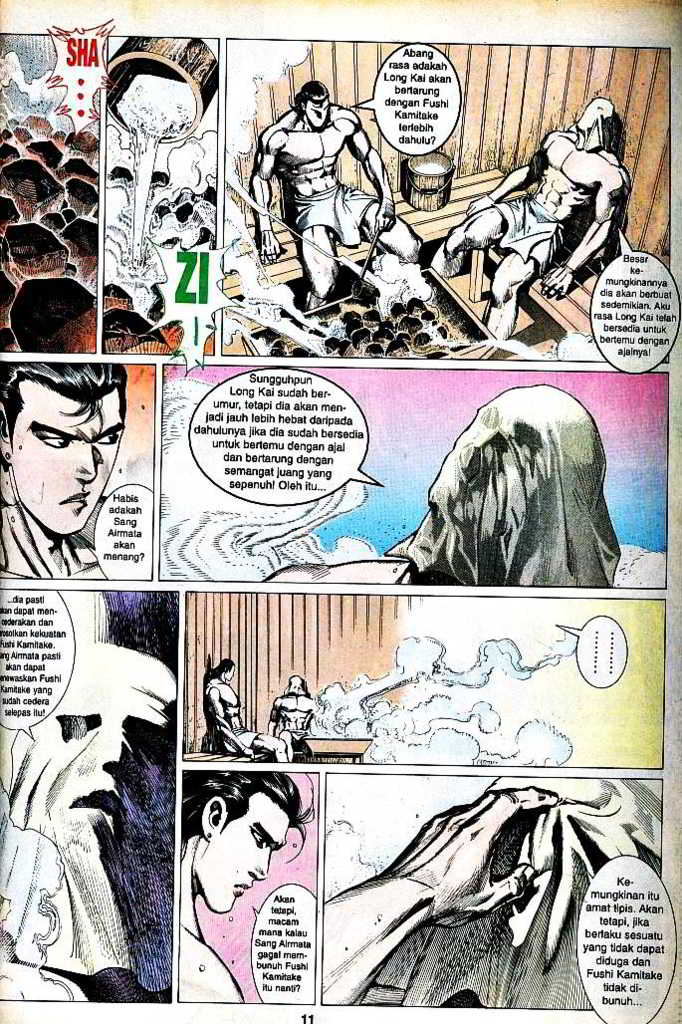 SHA
...
ZI
Abang
rasa adakah
Long Kai akan
bertarung
dengan Fushi
Kamitake
terlebih
dahulu?
Besar
ke-
mungkinannya
dia akan berbuat
sedemikian. Aku
rasa Long Kai telah
bersedia untuk
bertemu dengan
ajalnya!
Habis
adakah
Sang
Airmata
akan
menang?
Sungguhpun
Long Kai sudah ber-
umur, tetapi dia akan men-
jadi jauh lebih hebat daripada
dahulunya jika dia sudah bersedia
untuk bertemu dengan ajal
dan bertarung dengan
semangat juang yang
sepenuh! Oleh itu...
...dia pasti
akan dapat men-
cederakan dan
kekuatan
Fushi Kamitake.
Airmata pasti
akan dapat
Fushi
Kamitake yang
sudah cedera
selepas itu!
......
Akan
tetapi,
macam
mana kalau
Sang Airmata
gagal mem-
bunuh Fushi
Kamitake
itu nanti?
Ke-
mungkinan itu
amat tipis. Akan
tetapi, jika
berlaku sesuatu
yang tidak dapat
diduga dan
Fushi Kamitake
tidak di-
bunuh...
11